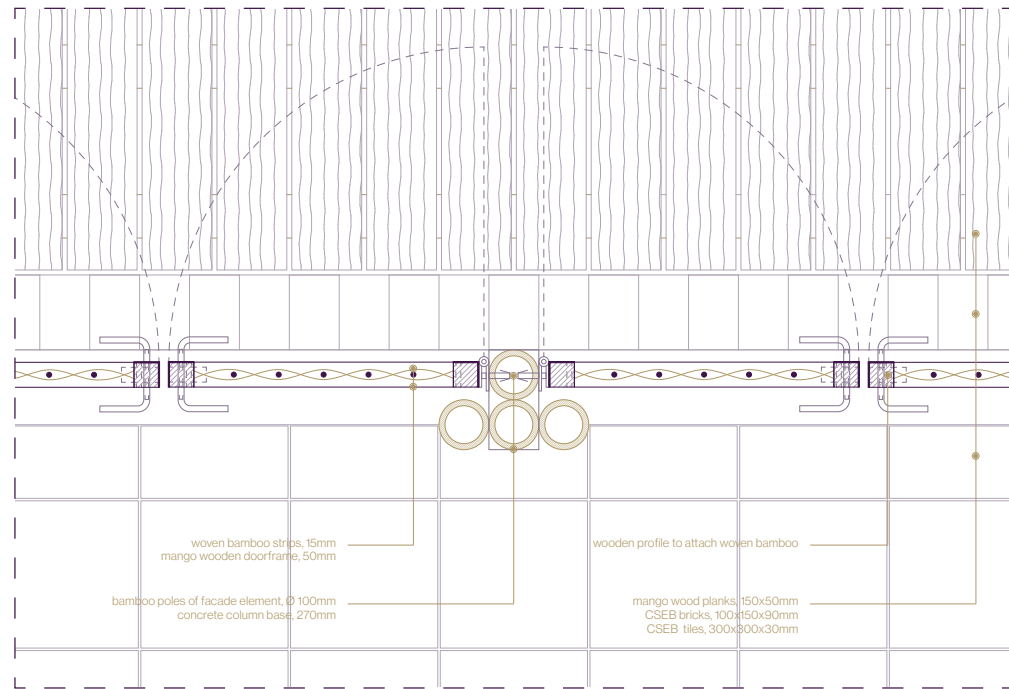 woven bamboo strips, 15mm
mango wooden doorframe, 50mm
wooden profile to attach woven bamboo
bamboo poles of facade element, Ø 100mm
concrete column base, 270mm
mango wood planks, 150x50mm
CSEB bricks, 100x150x90mm
CSEB tiles, 300x300x30mm